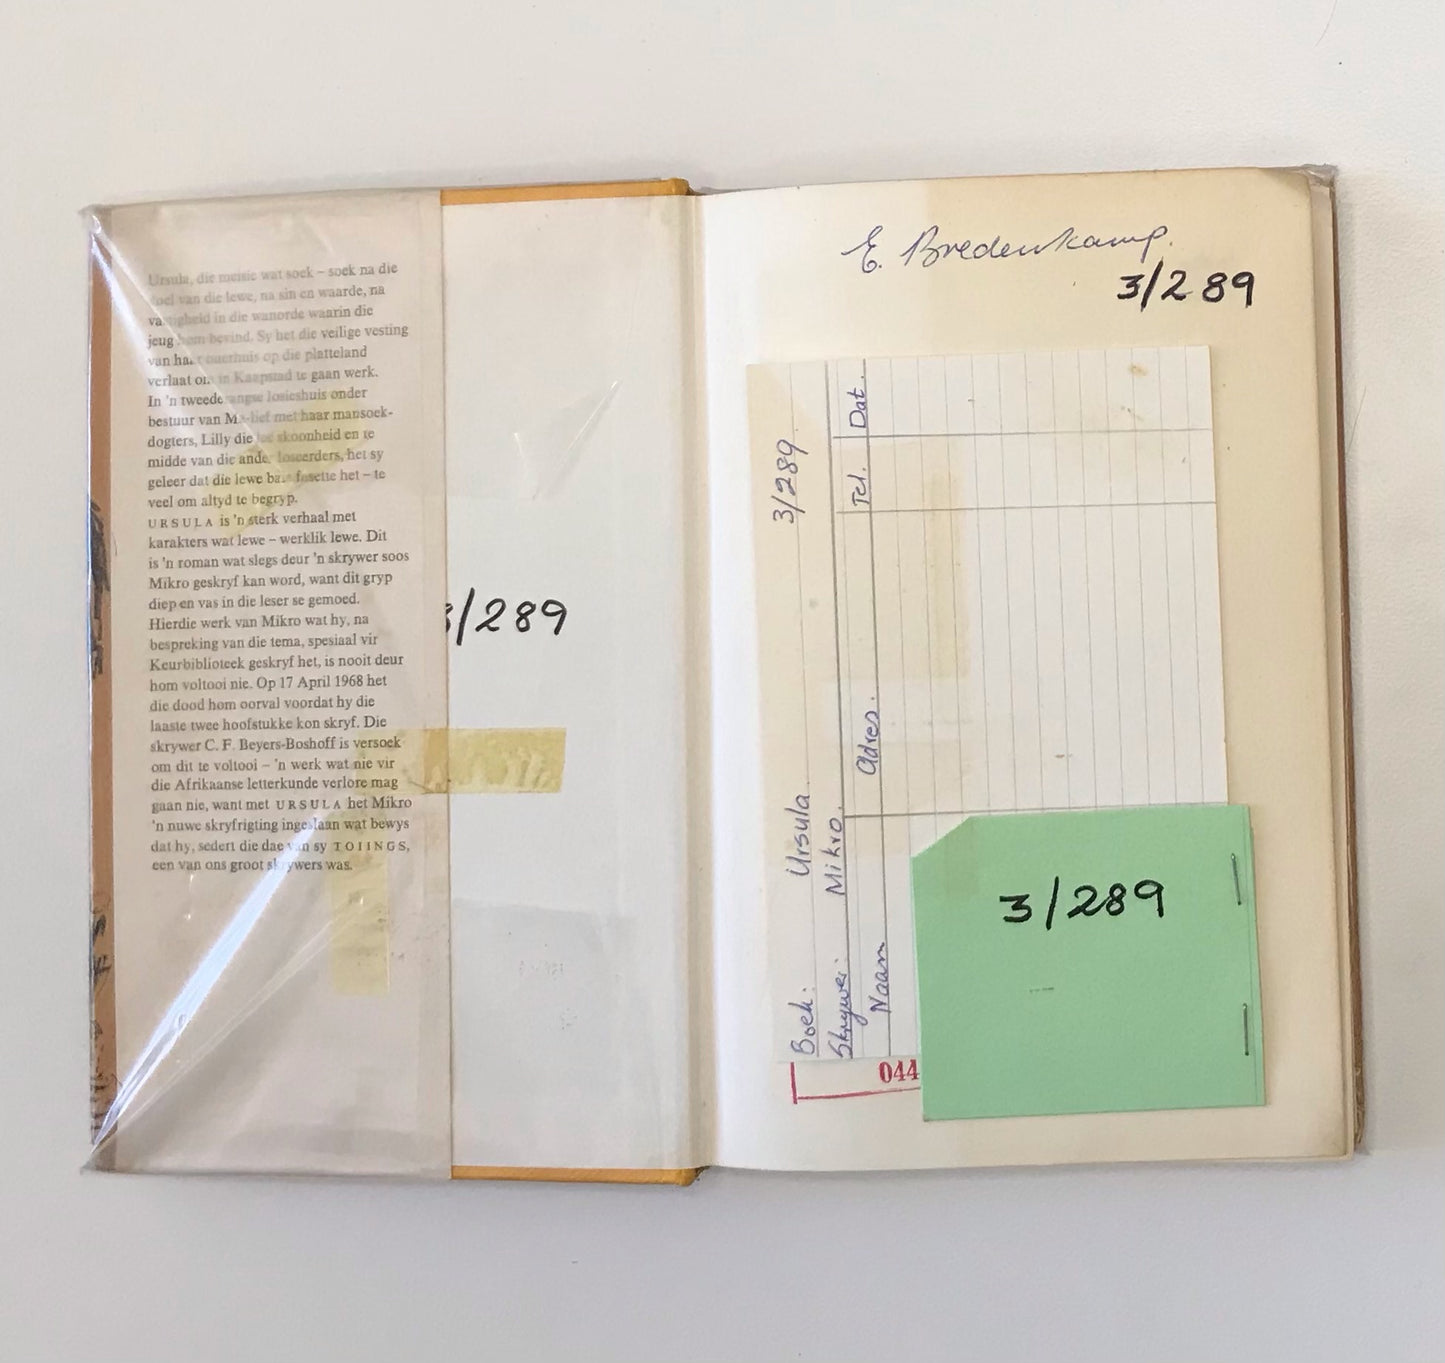 Ursula, die meisie wat soek – soek na die
doel van die lewe, na sin en waarde, na
vastigheid in die wanorde waarin die
jeug hom bevind. Sy het die veilige vesting
van haar ouerhuis op die platteland
verlaat om in Kaapstad te gaan werk.
In 'n tweederangse losieshuis onder
bestuur van Ma-lief met haar mansoek-
dogters, Lilly die skoonheid en te
midde van die ander loseerders, het sy
geleer dat die lewe baie fasette het – te
veel om altyd te begryp.
URSULA is 'n sterk verhaal met
karakters wat lewe – werklik lewe. Dit
is 'n roman wat slegs deur 'n skrywer soos
Mikro geskryf kan word, want dit gryp
diep en vas in die leser se gemoed.
Hierdie werk van Mikro wat hy, na
bespreking van die tema, spesiaal vir
Keurbiblioteek geskryf het, is nooit deur
hom voltooi nie. Op 17 April 1968 het
die dood hom oorval voordat hy die
laaste twee hoofstukke kon skryf. Die
skrywer C. F. Beyers-Boshoff is versoek
om dit te voltooi – 'n werk wat nie vir
die Afrikaanse letterkunde verlore mag
gaan nie, want met URSULA het Mikro
'n nuwe skryfrigting ingeslaan wat bewys
dat hy, sedert die dae van sy TOIINGS,
een van ons groot skrywers was.
3/289
E. Bredenkamp.
3/289
Boek: Ursula 3/289
Skrywer: Mikro.
Naam Adres. Tel. Dat.
3/289
044